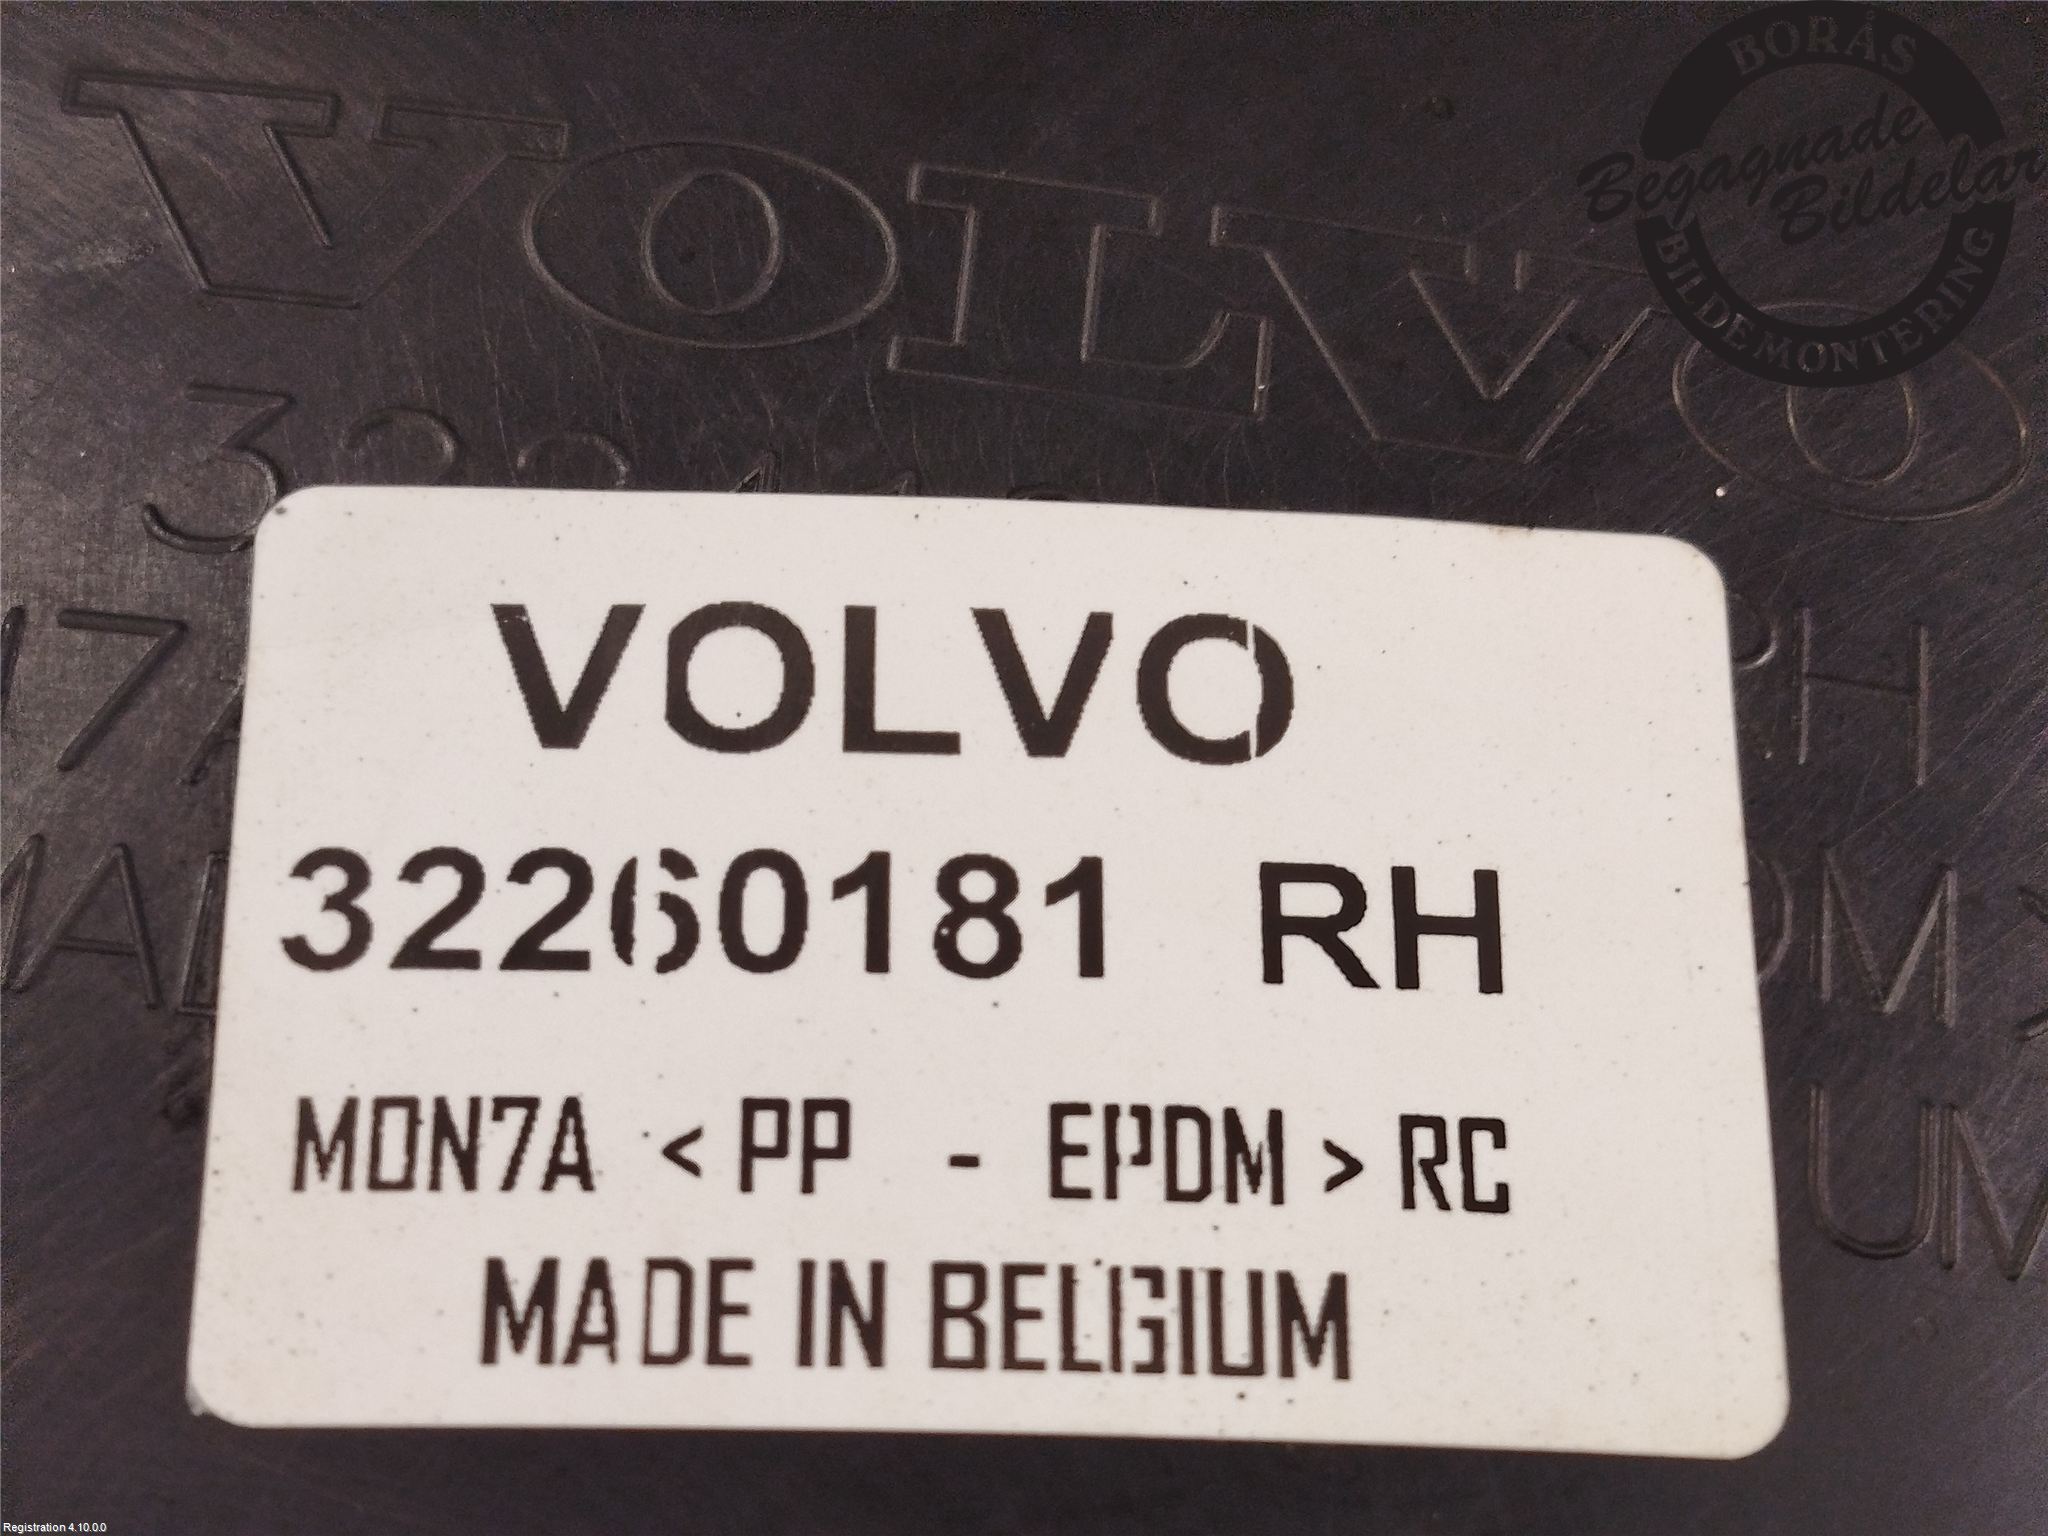 BORÅS
Begagnade
Bildelar
BILDEMONTERING
VOLVO
VOLVO
32260181 RH
MON7A < PP - EPDM > RC
MADE IN BELGIUM
Registration 4.10.0.0